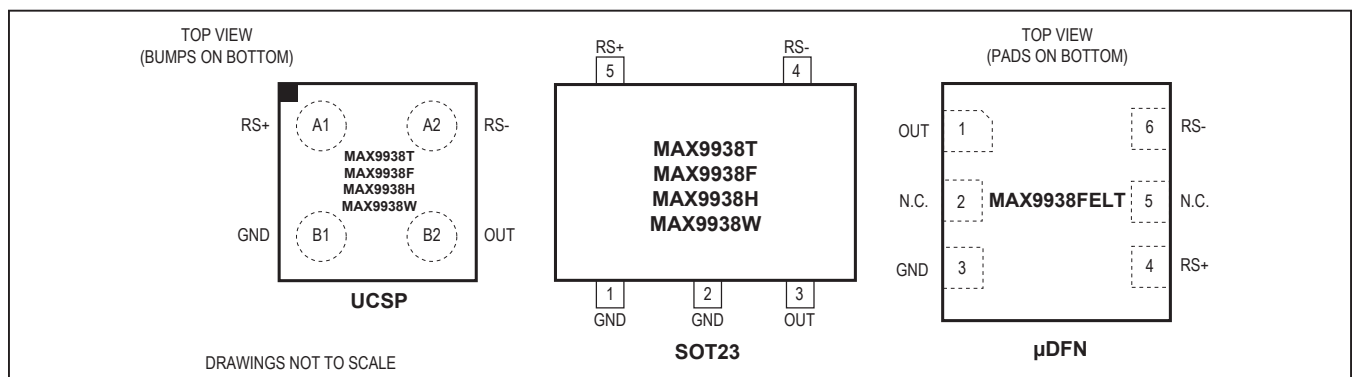 TOP VIEW
(BUMPS ON BOTTOM)
RS+
A1
A2
RS-
MAX9938T
MAX9938F
MAX9938H
MAX9938W
GND
B1
B2
OUT
UCSP
DRAWINGS NOT TO SCALE
RS+
RS-
5
4
MAX9938T
MAX9938F
MAX9938H
MAX9938W
1
2
3
GND
GND
OUT
SOT23
TOP VIEW
(PADS ON BOTTOM)
OUT
1
6
RS-
N.C.
2
MAX9938FELT
5
N.C.
GND
3
4
RS+
µDFN